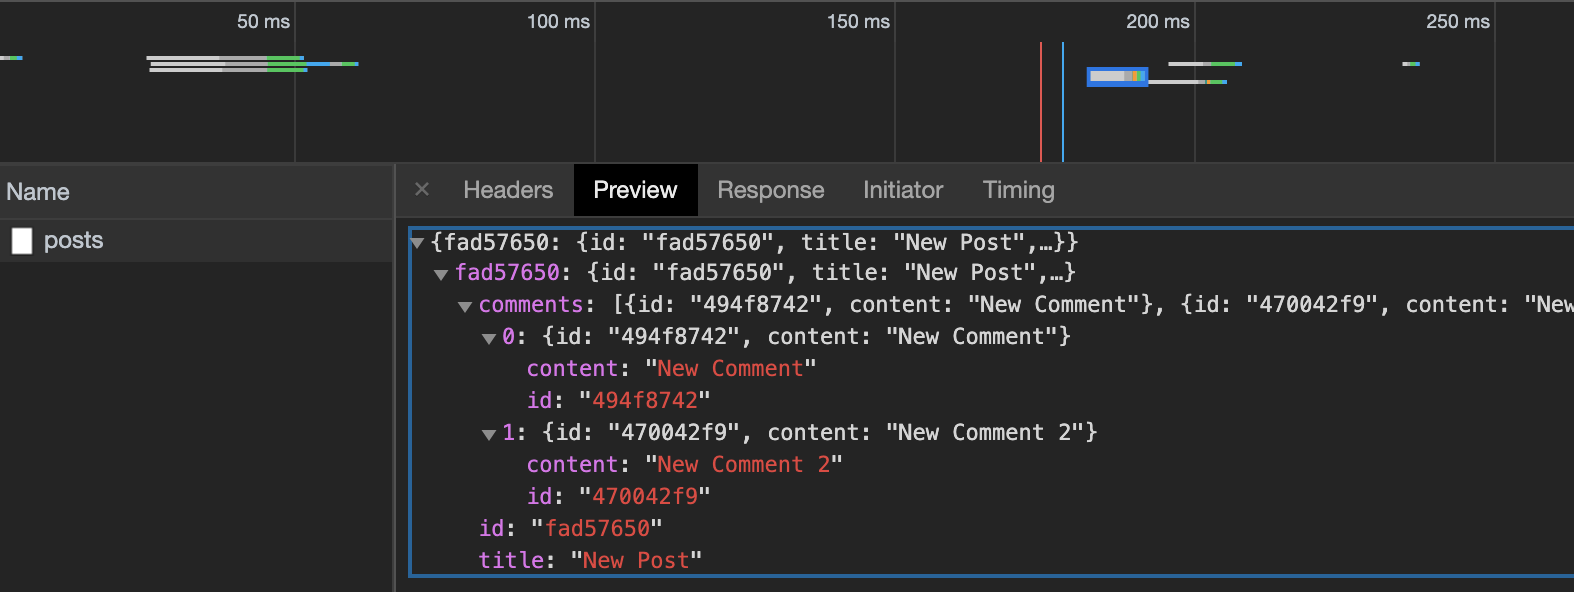 50 ms 100 ms 150 ms 200 ms 250 ms
Name
× Headers Preview Response Initiator Timing
posts
{fad57650: {id: "fad57650", title: "New Post",…}}
fad57650: {id: "fad57650", title: "New Post",…}
comments: [{id: "494f8742", content: "New Comment"}, {id: "470042f9", content: "New
0: {id: "494f8742", content: "New Comment"}
content: "New Comment"
id: "494f8742"
1: {id: "470042f9", content: "New Comment 2"}
content: "New Comment 2"
id: "470042f9"
id: "fad57650"
title: "New Post"